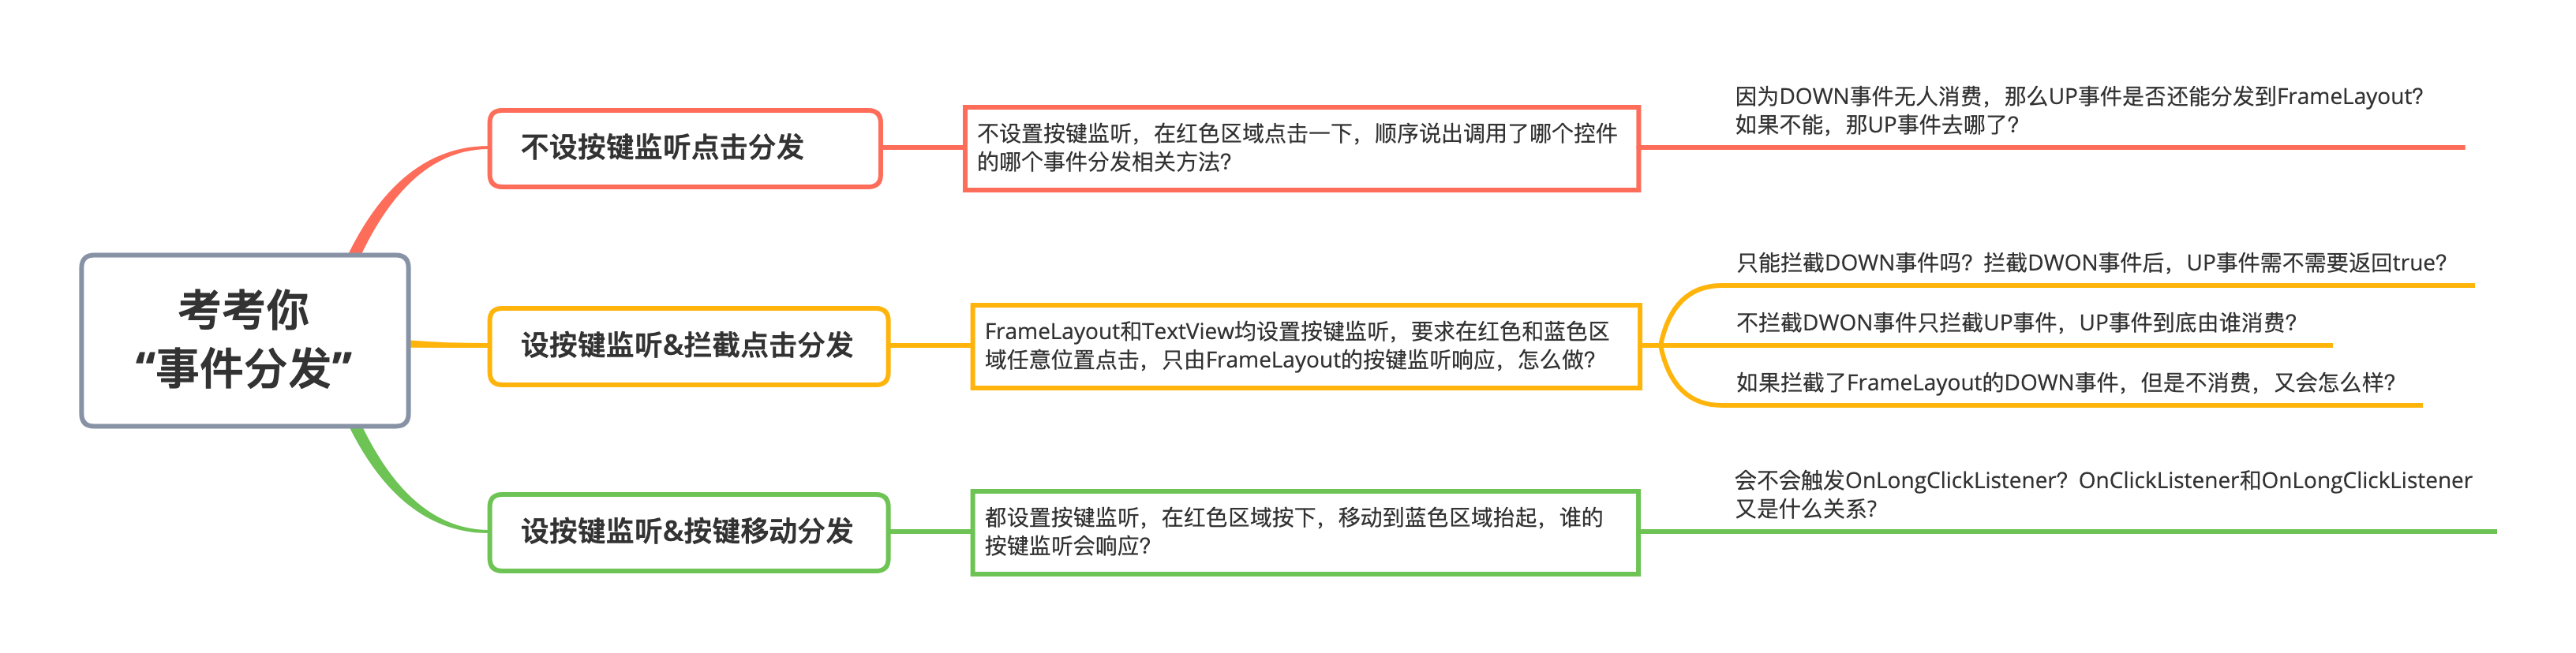 考考你
“事件分发”
不设按键监听点击分发
不设置按键监听，在红色区域点击一下，顺序说出调用了哪个控件
的哪个事件分发相关方法？
因为DOWN事件无人消费，那么UP事件是否还能分发到FrameLayout？
如果不能，那UP事件去哪了？
设按键监听&拦截点击分发
FrameLayout和TextView均设置按键监听，要求在红色和蓝色区
域任意位置点击，只由FrameLayout的按键监听响应，怎么做？
只能拦截DOWN事件吗？拦截DWON事件后，UP事件需不需要返回true？
不拦截DWON事件只拦截UP事件，UP事件到底由谁消费？
如果拦截了FrameLayout的DOWN事件，但是不消费，又会怎么样？
设按键监听&按键移动分发
都设置按键监听，在红色区域按下，移动到蓝色区域抬起，谁的
按键监听会响应？
会不会触发OnLongClickListener？OnClickListener和OnLongClickListener
又是什么关系？